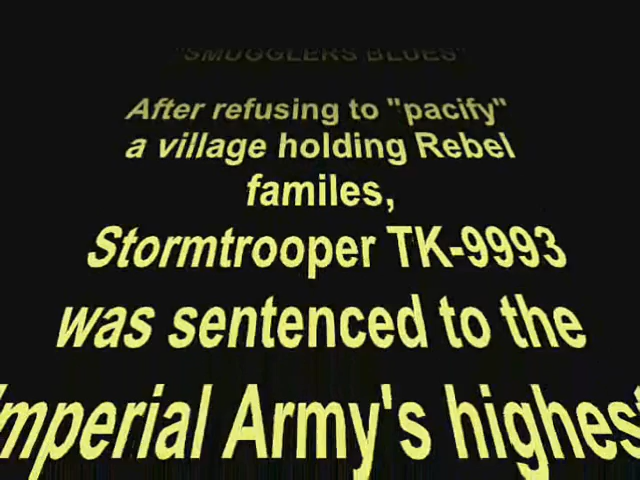 "SMUGGLERS BLUES"
After refusing to "pacify"
a village holding Rebel
familes,
Stormtrooper TK-9993
was sentenced to the
Imperial Army's highest